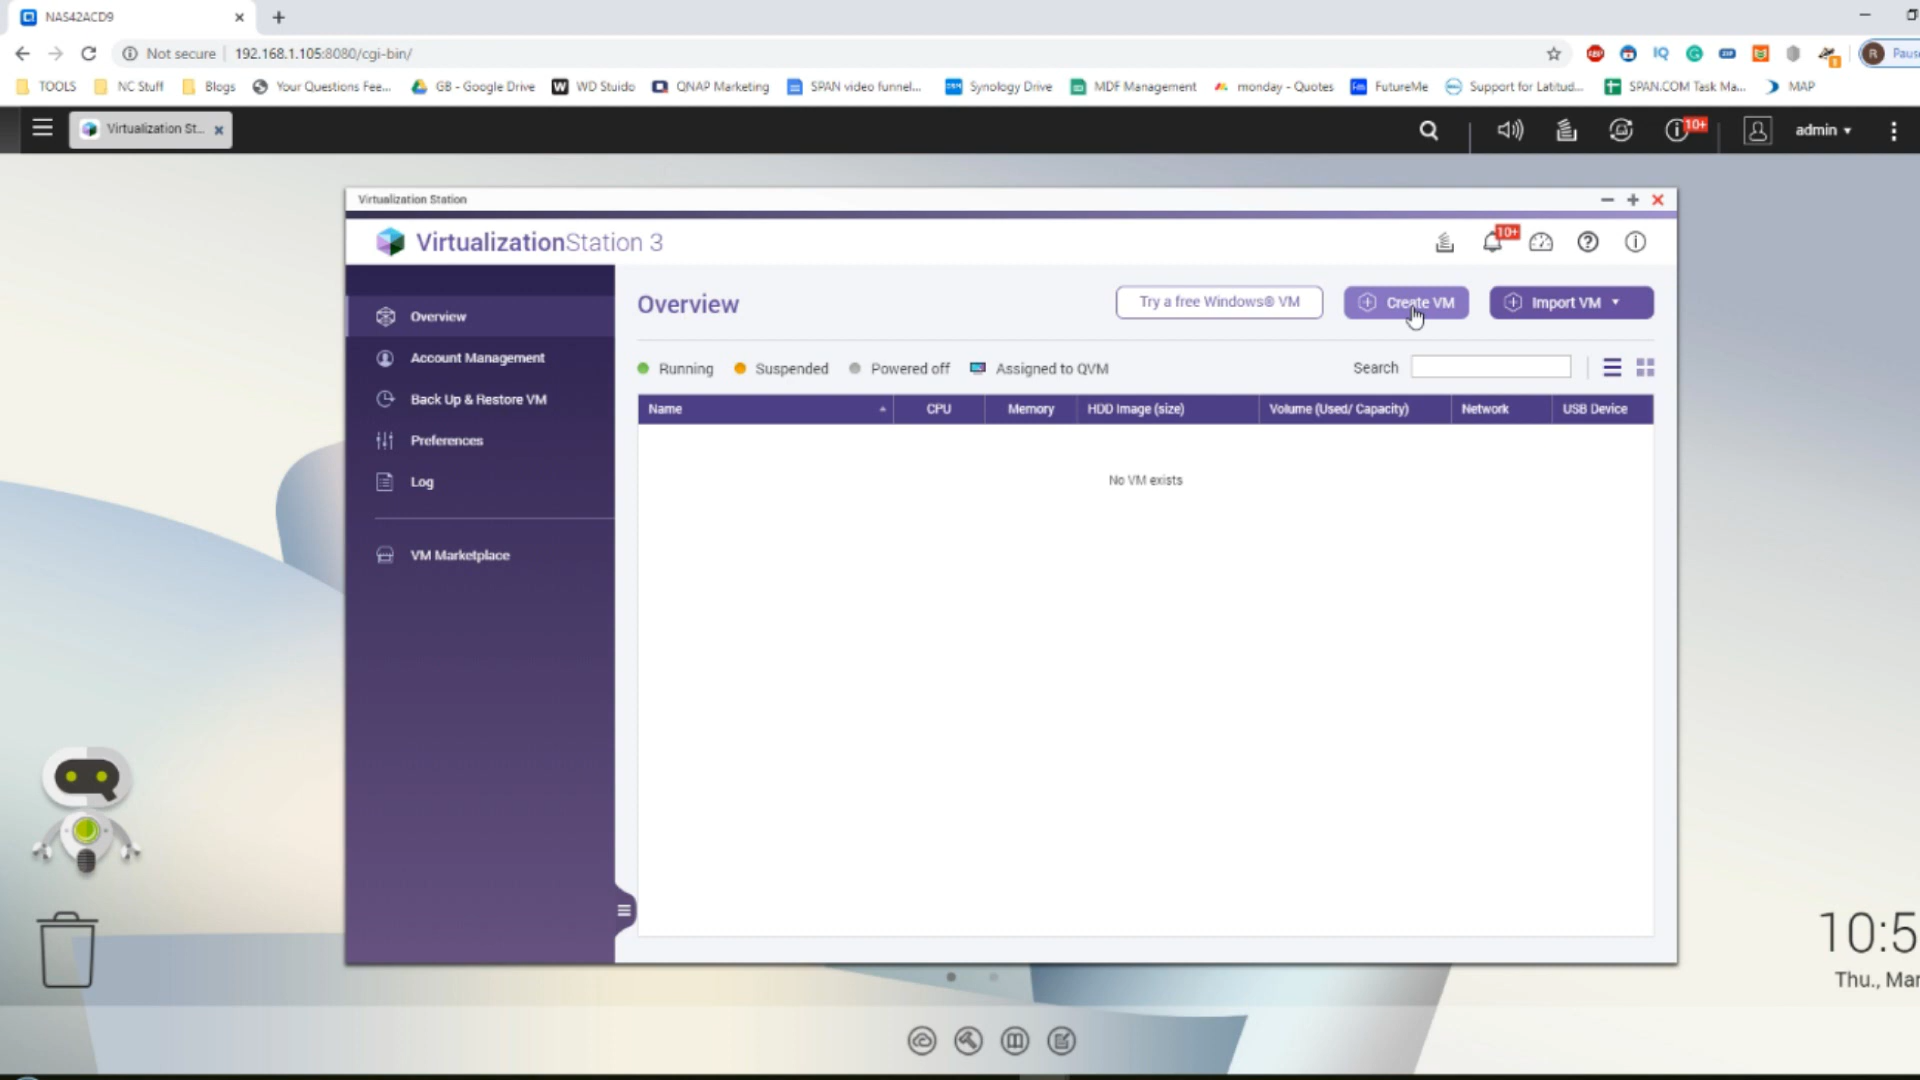 NAS42ACD9
Not secure | 192.168.1.105:8080/cgi-bin/
R Paus
TOOLS NC Stuff Blogs Your Questions Fee... GB - Google Drive WD Stuido QNAP Marketing SPAN video funnel... Synology Drive MDF Management monday - Quotes FutureMe Support for Latitud... SPAN.COM Task Ma... MAP
Virtualization St... 10+ admin
Virtualization Station
VirtualizationStation 3 10+
Overview
Account Management
Back Up & Restore VM
Preferences
Log
VM Marketplace
Overview Try a free Windows® VM Create VM Import VM
Running Suspended Powered off Assigned to QVM Search
Name CPU Memory HDD Image (size) Volume (Used/ Capacity) Network USB Device
No VM exists
10:5
Thu., Mar